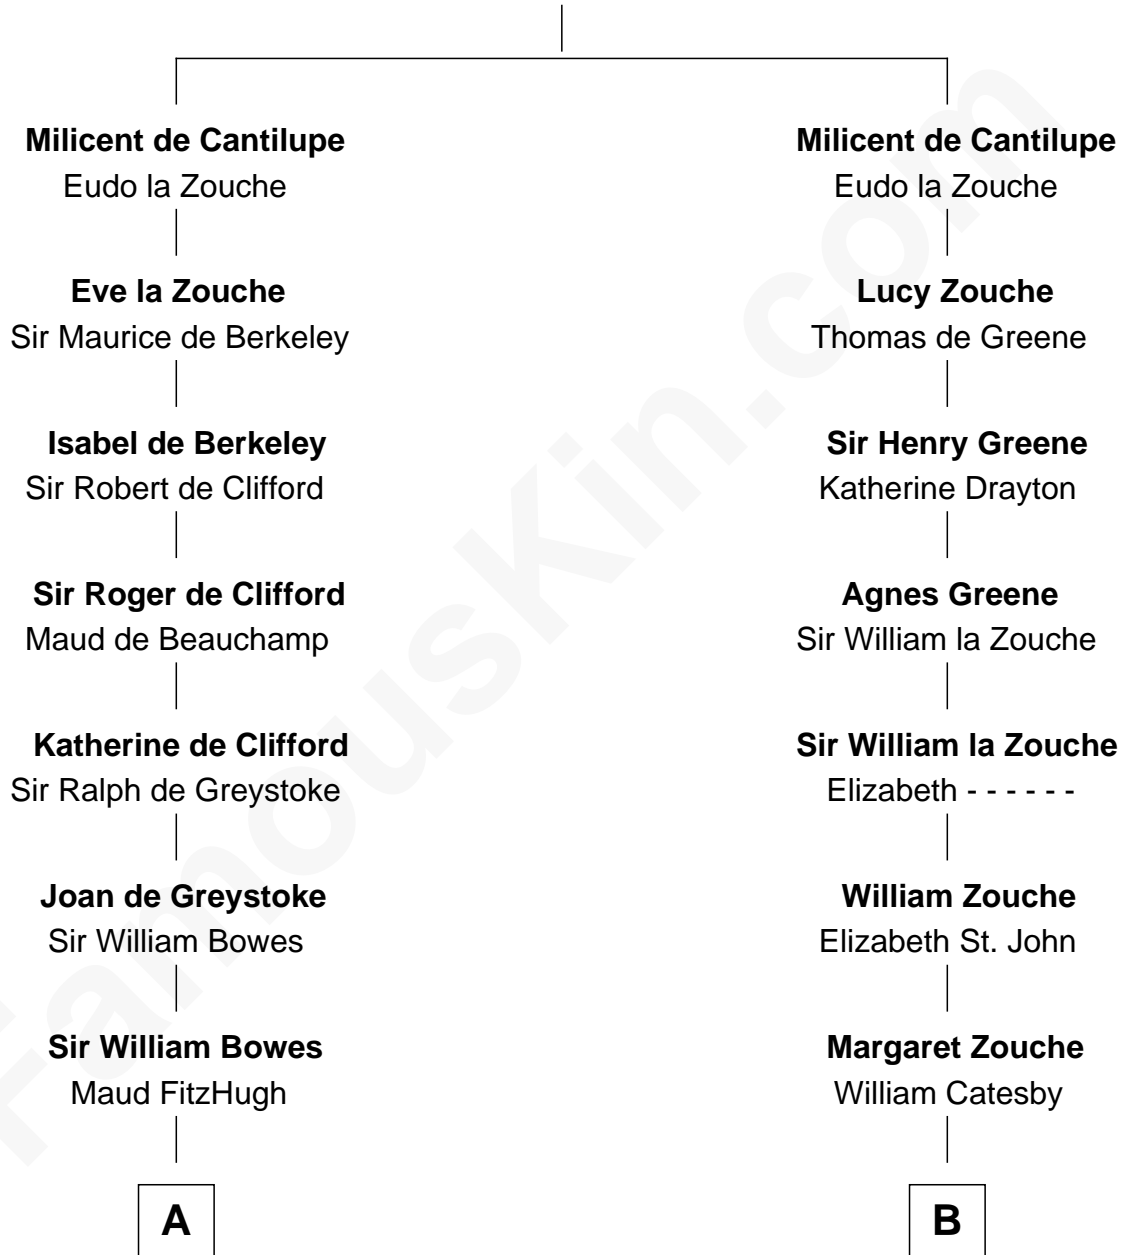 Milicent de Cantilupe
Eudo la Zouche
Eve la Zouche
Sir Maurice de Berkeley
Isabel de Berkeley
Sir Robert de Clifford
Sir Roger de Clifford
Maud de Beauchamp
Katherine de Clifford
Sir Ralph de Greystoke
Joan de Greystoke
Sir William Bowes
Sir William Bowes
Maud FitzHugh
A
Milicent de Cantilupe
Eudo la Zouche
Lucy Zouche
Thomas de Greene
Sir Henry Greene
Katherine Drayton
Agnes Greene
Sir William la Zouche
Sir William la Zouche
Elizabeth - - - - - -
William Zouche
Elizabeth St. John
Margaret Zouche
William Catesby
B
FamousKin.com